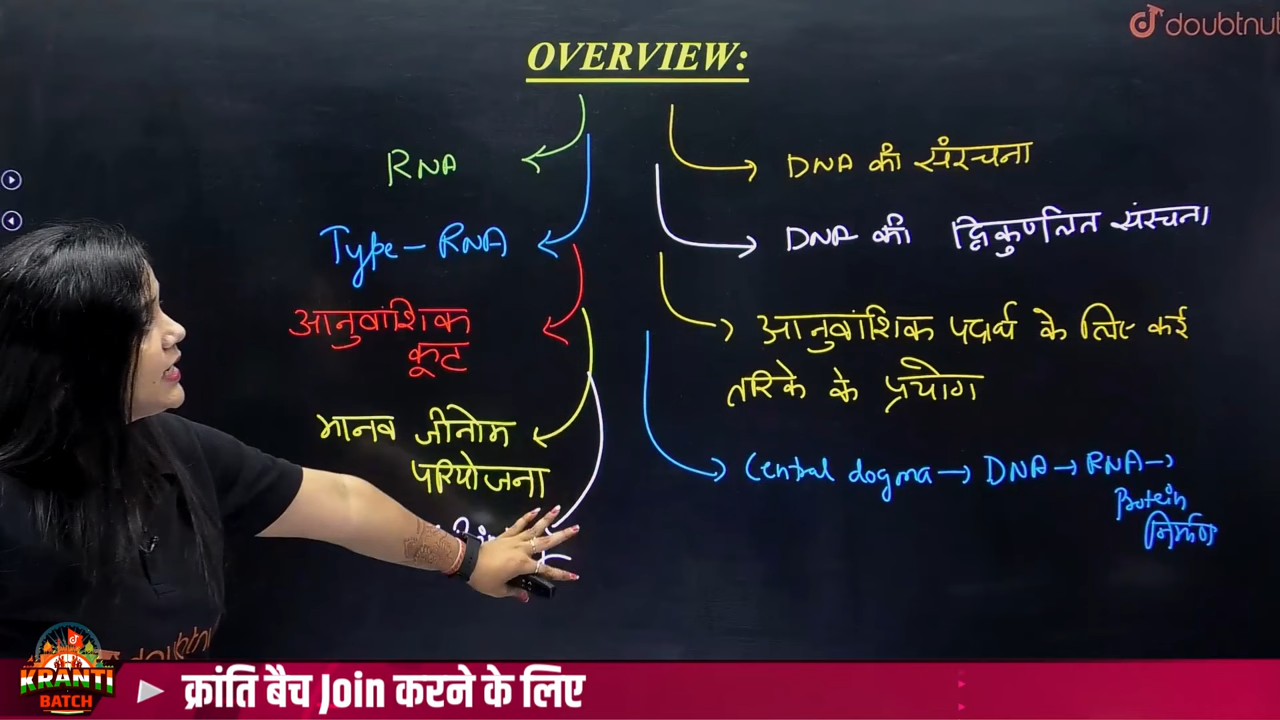 doubtnut
OVERVIEW:
RNA
Type - RNA
आनुवांशिक
कूट
मानव जीनोम
परियोजना
DNA की संरचना
DNA की द्विकुण्लित संरचना
आनुवांशिक पदार्थ के लिए कई
तरिके के प्रयोग
Central dogma → DNA → RNA →
Protein
निर्माण
doubtnu
KRANTI
BATCH
क्रांति बैच Join करने के लिए